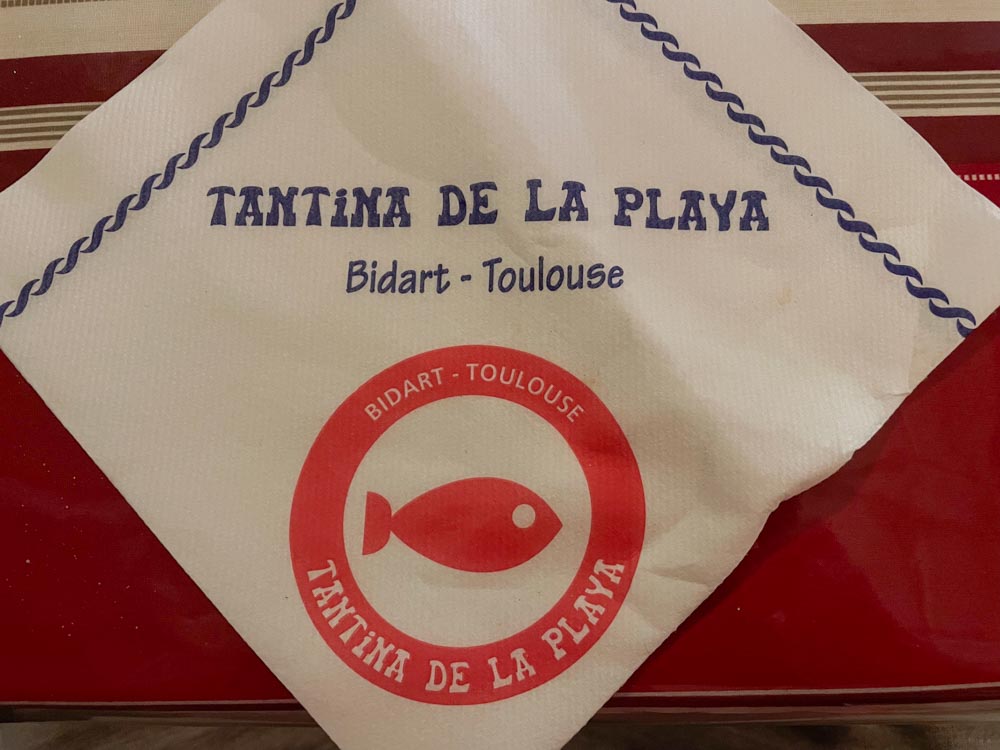 TANTiNA DE LA PLAYA
Bidart - Toulouse
BIDART - TOULOUSE
TANTiNA DE LA PLAYA